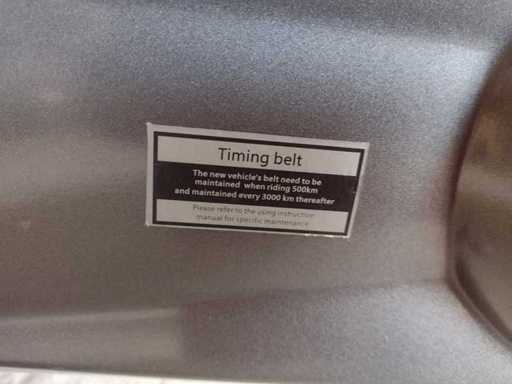 Timing belt
The new vehicle's belt need to be
maintained when riding 500km
and maintained every 3000 km thereafter
Please refer to the using instruction
manual for specific maintenance